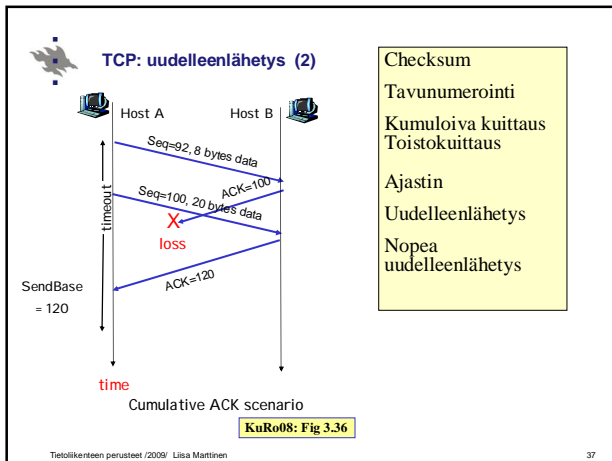 TCP: uudelleenlähetys (2)
Host A
Host B
Seq=92, 8 bytes data
ACK=100
Seq=100, 20 bytes data
timeout
X
loss
ACK=120
SendBase
= 120
time
Cumulative ACK scenario
KuRo08: Fig 3.36
Checksum
Tavunumerointi
Kumuloiva kuittaus
Toistokuittaus
Ajastin
Uudelleenlähetys
Nopea
uudelleenlähetys
Tietoliikenteen perusteet /2009/ Liisa Marttinen
37